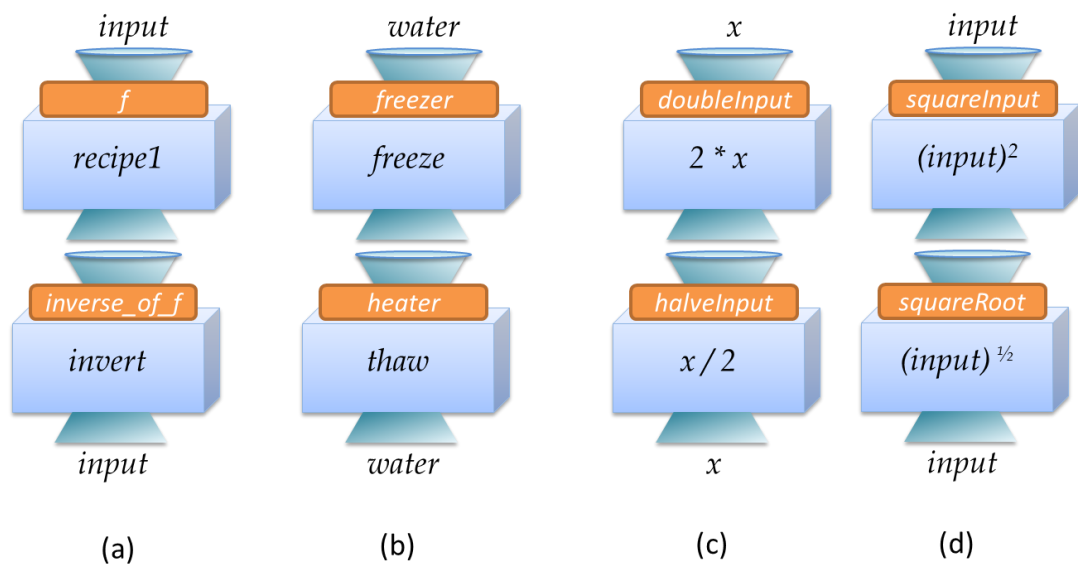 input
f
recipe1
inverse_of_f
invert
input
(a)
water
freezer
freeze
heater
thaw
water
(b)
x
doubleInput
2 * x
halveInput
x / 2
x
(c)
input
squareInput
(input)²
squareRoot
(input) ½
input
(d)